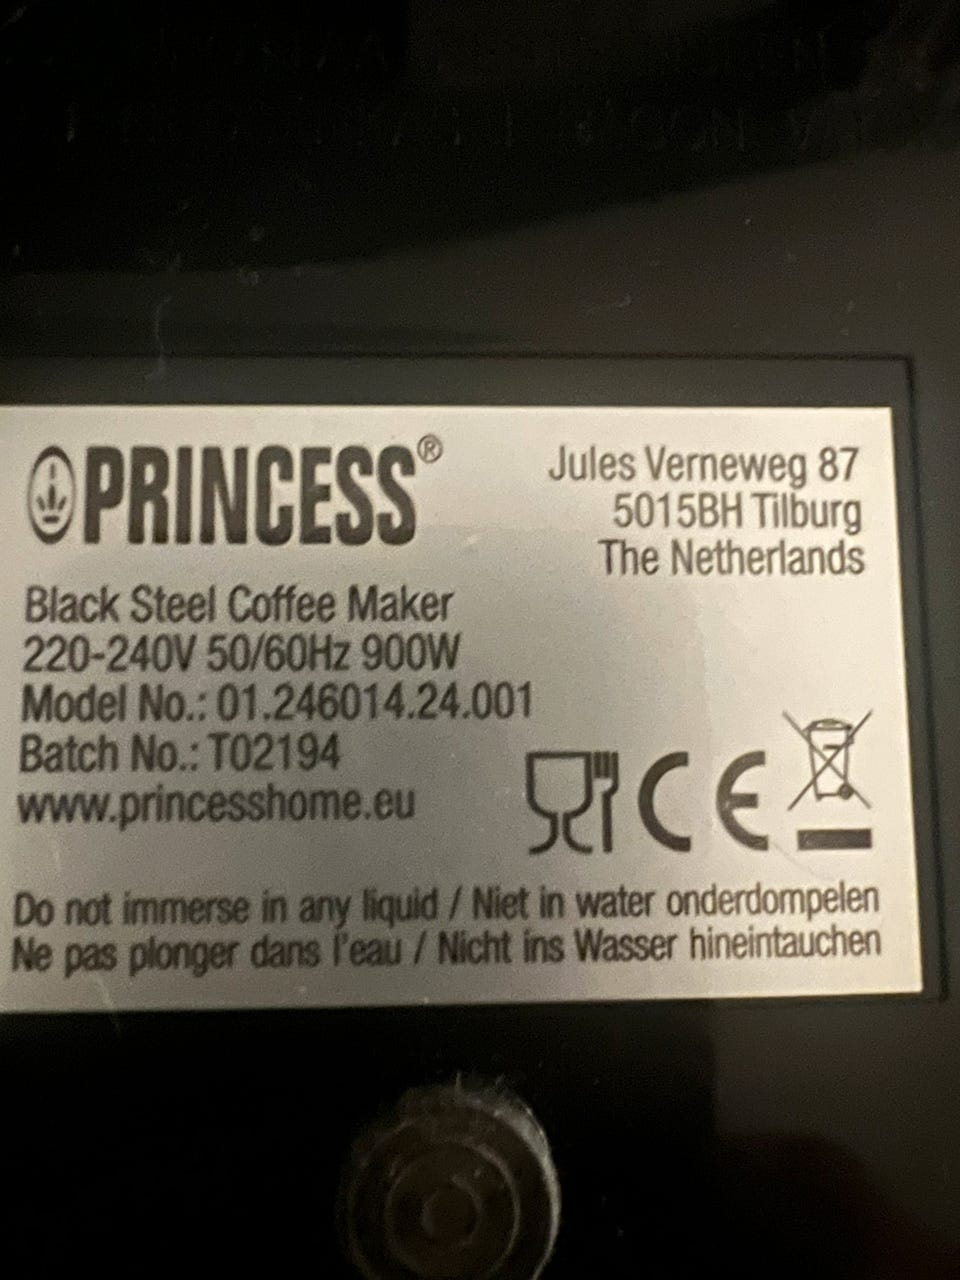 PRINCESS®
Jules Verneweg 87
5015BH Tilburg
The Netherlands
Black Steel Coffee Maker
220-240V 50/60Hz 900W
Model No.: 01.246014.24.001
Batch No.: T02194
www.princesshome.eu
CE
Do not immerse in any liquid / Niet in water onderdompelen
Ne pas plonger dans l'eau / Nicht ins Wasser hineintauchen